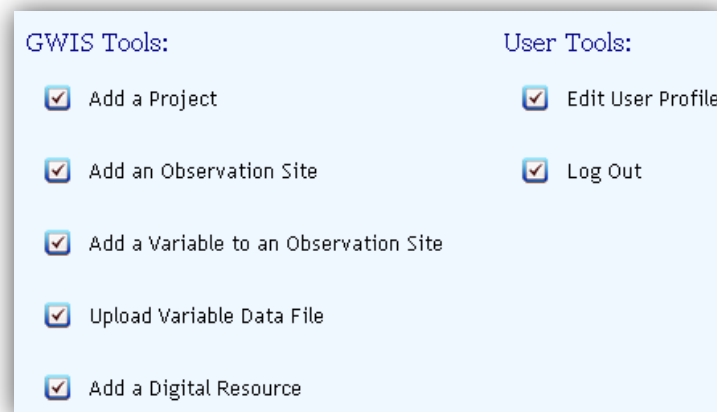 GWIS Tools:
Add a Project
Add an Observation Site
Add a Variable to an Observation Site
Upload Variable Data File
Add a Digital Resource
User Tools:
Edit User Profile
Log Out